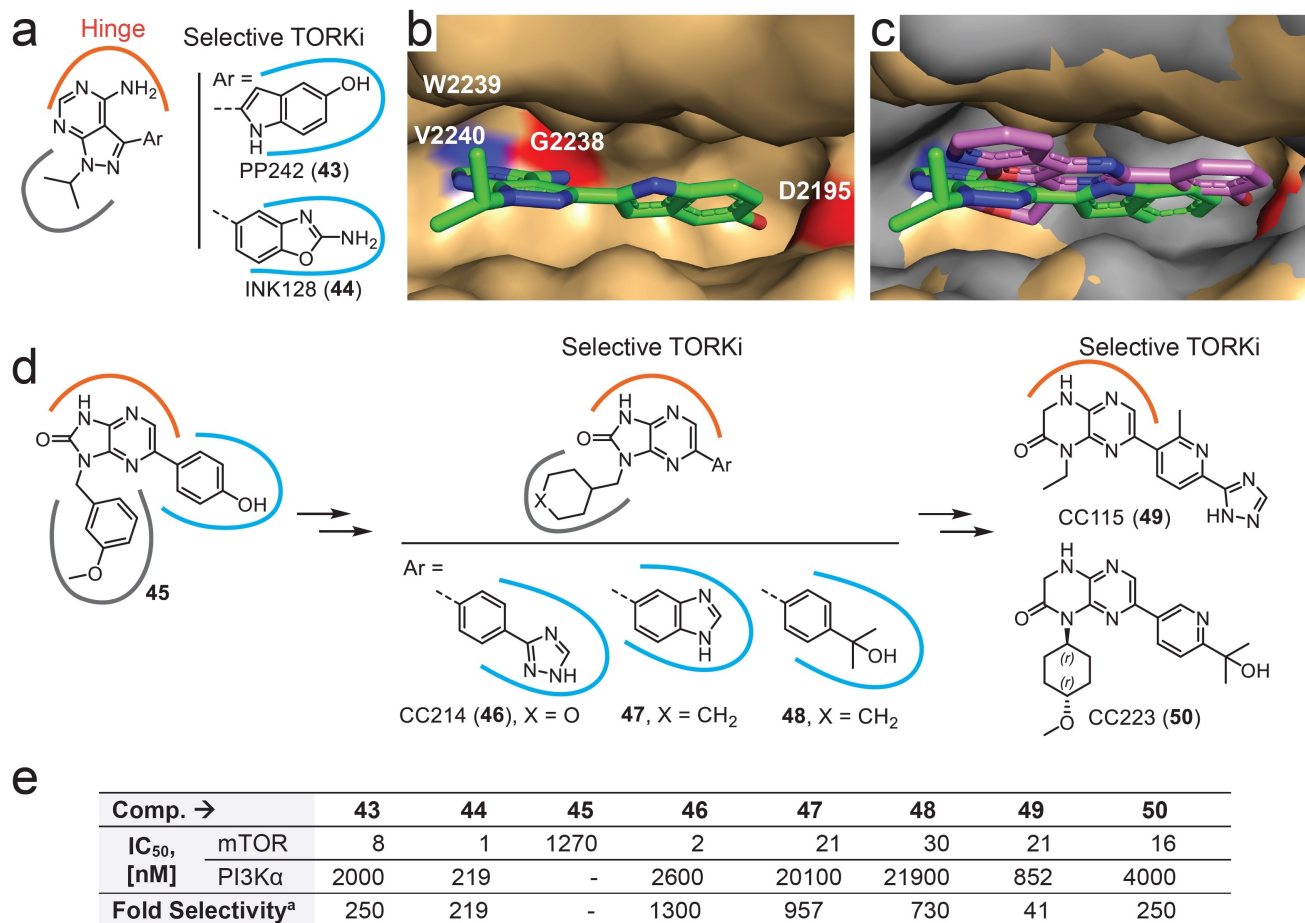 a
Hinge
Selective TORKi
N
NH2
N
N
N
N
Ar
Ar =
OH
N
H
PP242 (43)
N
NH2
O
INK128 (44)
b
W2239
V2240
G2238
D2195
c
d
H
N
N
O
N
N
OH
O
45
Selective TORKi
H
N
N
O
N
N
Ar
X
Ar =
N
N
NH
CC214 (46), X = O
N
N
H
47, X = CH2
OH
48, X = CH2
Selective TORKi
H
N
N
O
N
N
N
N
HN
N
CC115 (49)
H
N
N
O
N
N
N
OH
(r)
(r)
O
CC223 (50)
e
Comp. → 43 44 45 46 47 48 49 50
IC50, [nM] mTOR 8 1 1270 2 21 30 21 16
PI3Kα 2000 219 - 2600 20100 21900 852 4000
Fold Selectivityᵃ 250 219 - 1300 957 730 41 250